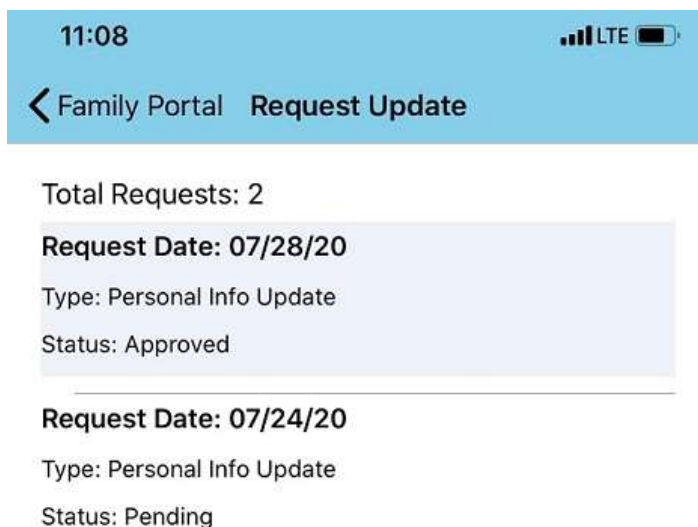 11:08 LTE
Family Portal Request Update
Total Requests: 2
Request Date: 07/28/20
Type: Personal Info Update
Status: Approved
Request Date: 07/24/20
Type: Personal Info Update
Status: Pending